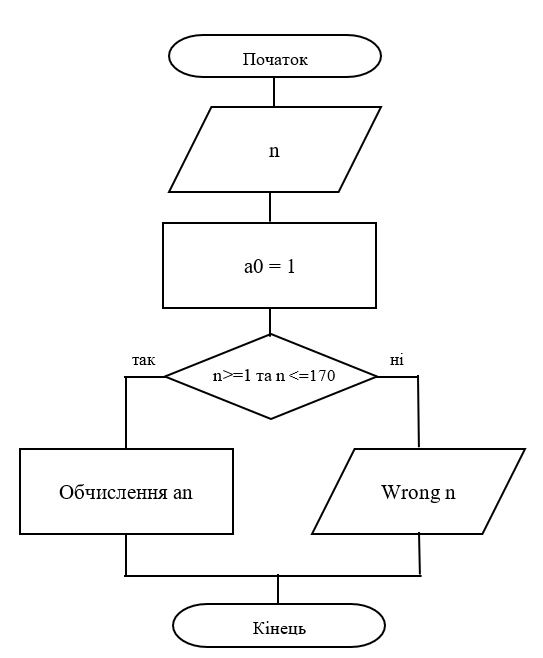 Початок
n
a0 = 1
так
ні
n>=1 та n <=170
Обчислення an
Wrong n
Кінець